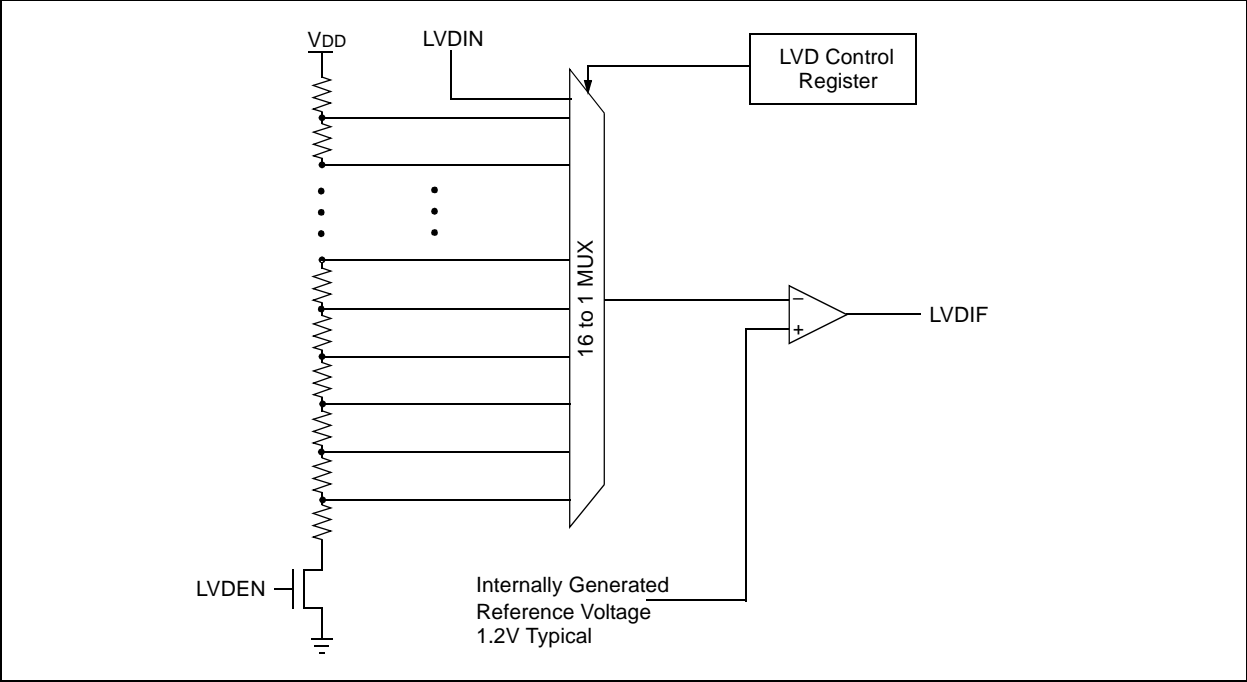 VDD
LVDIN
LVD Control
Register
16 to 1 MUX
−
+
LVDIF
LVDEN
Internally Generated
Reference Voltage
1.2V Typical